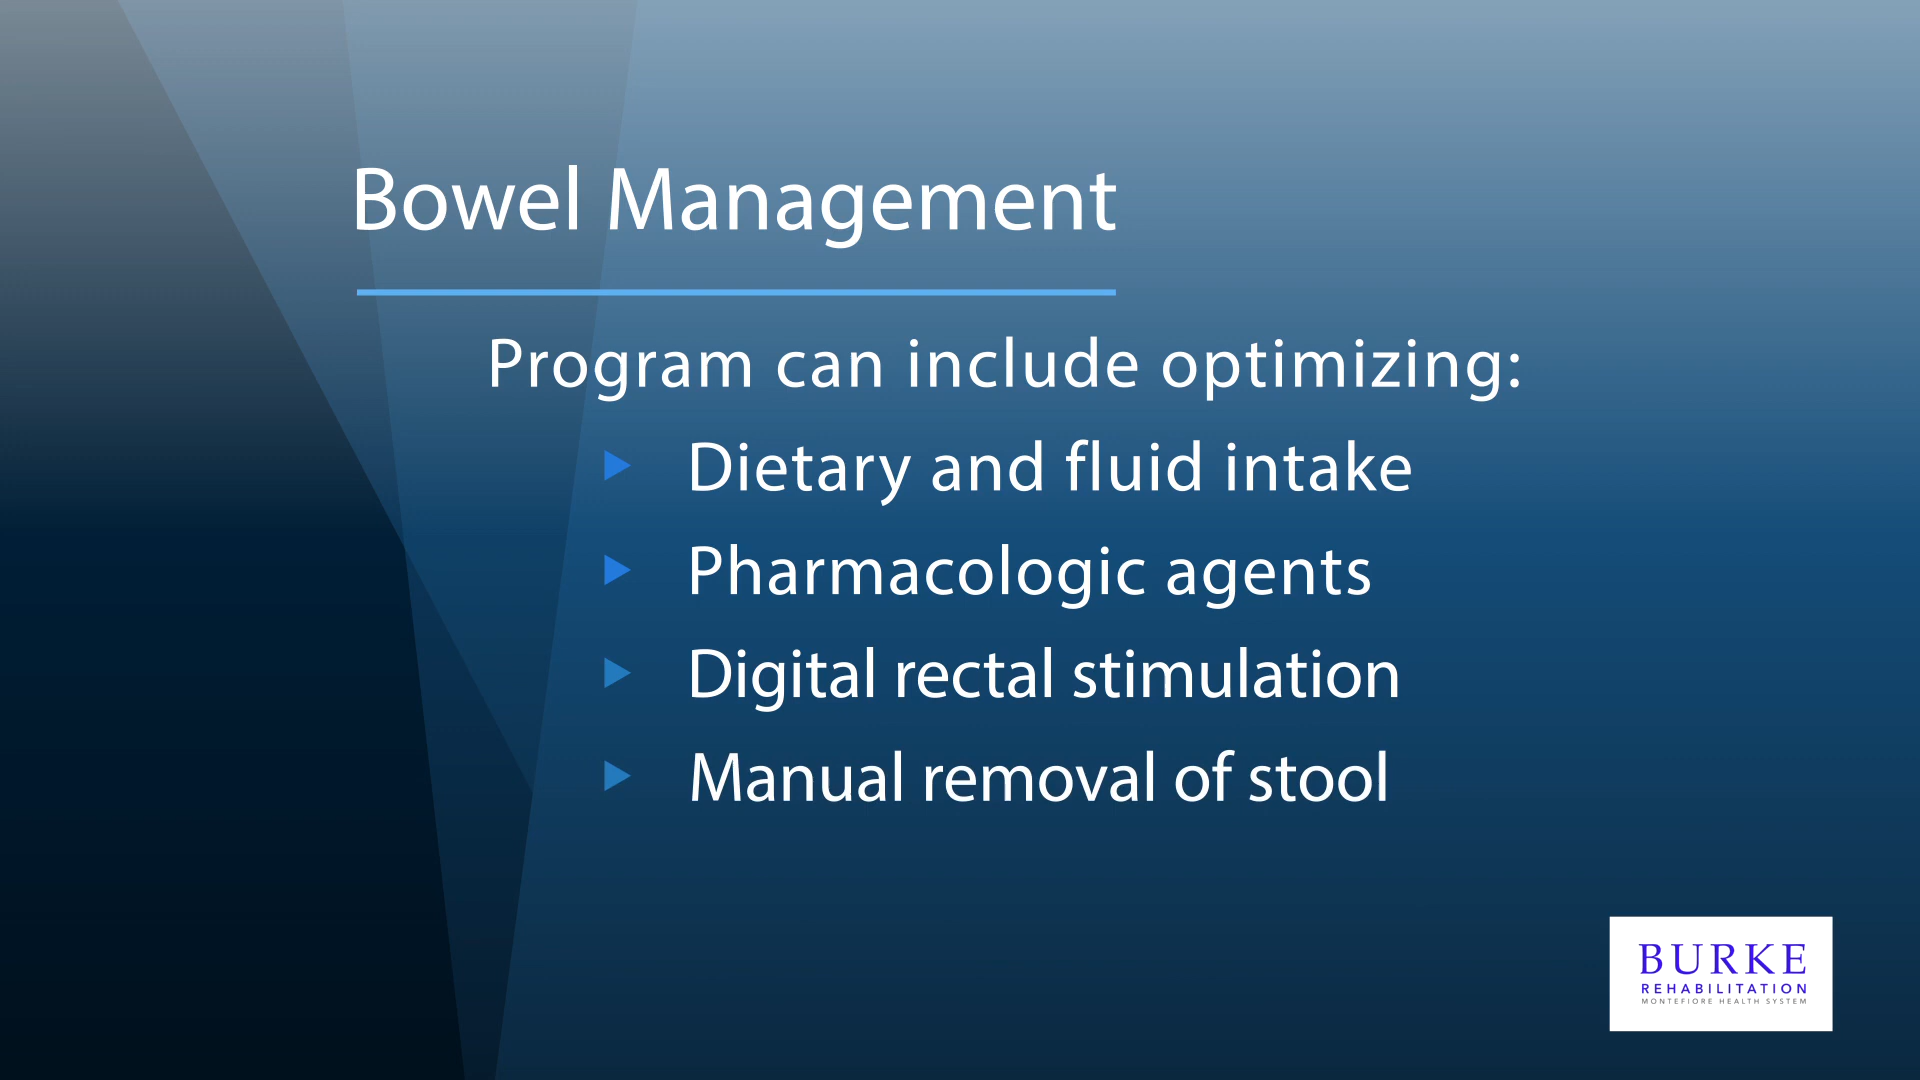 Bowel Management
Program can include optimizing:
Dietary and fluid intake
Pharmacologic agents
Digital rectal stimulation
Manual removal of stool
BURKE
REHABILITATION
MONTEFIORE HEALTH SYSTEM